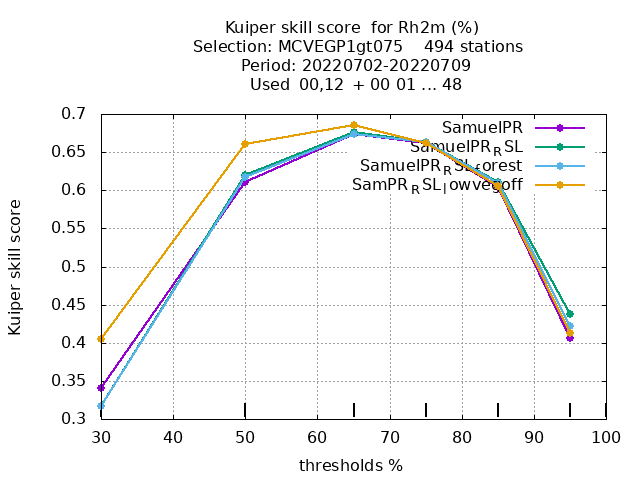 Kuiper skill score  for Rh2m (%)
Selection: MCVEGP1gt075    494 stations
Period: 20220702-20220709
Used  00,12  + 00 01 ... 48
SamuelPR
SamuelPR_RSL
SamuelPR_RSL_forest
SamPR_RSL_lowvegoff
Kuiper skill score
0.7
0.65
0.6
0.55
0.5
0.45
0.4
0.35
0.3
30 40 50 60 70 80 90 100
thresholds %